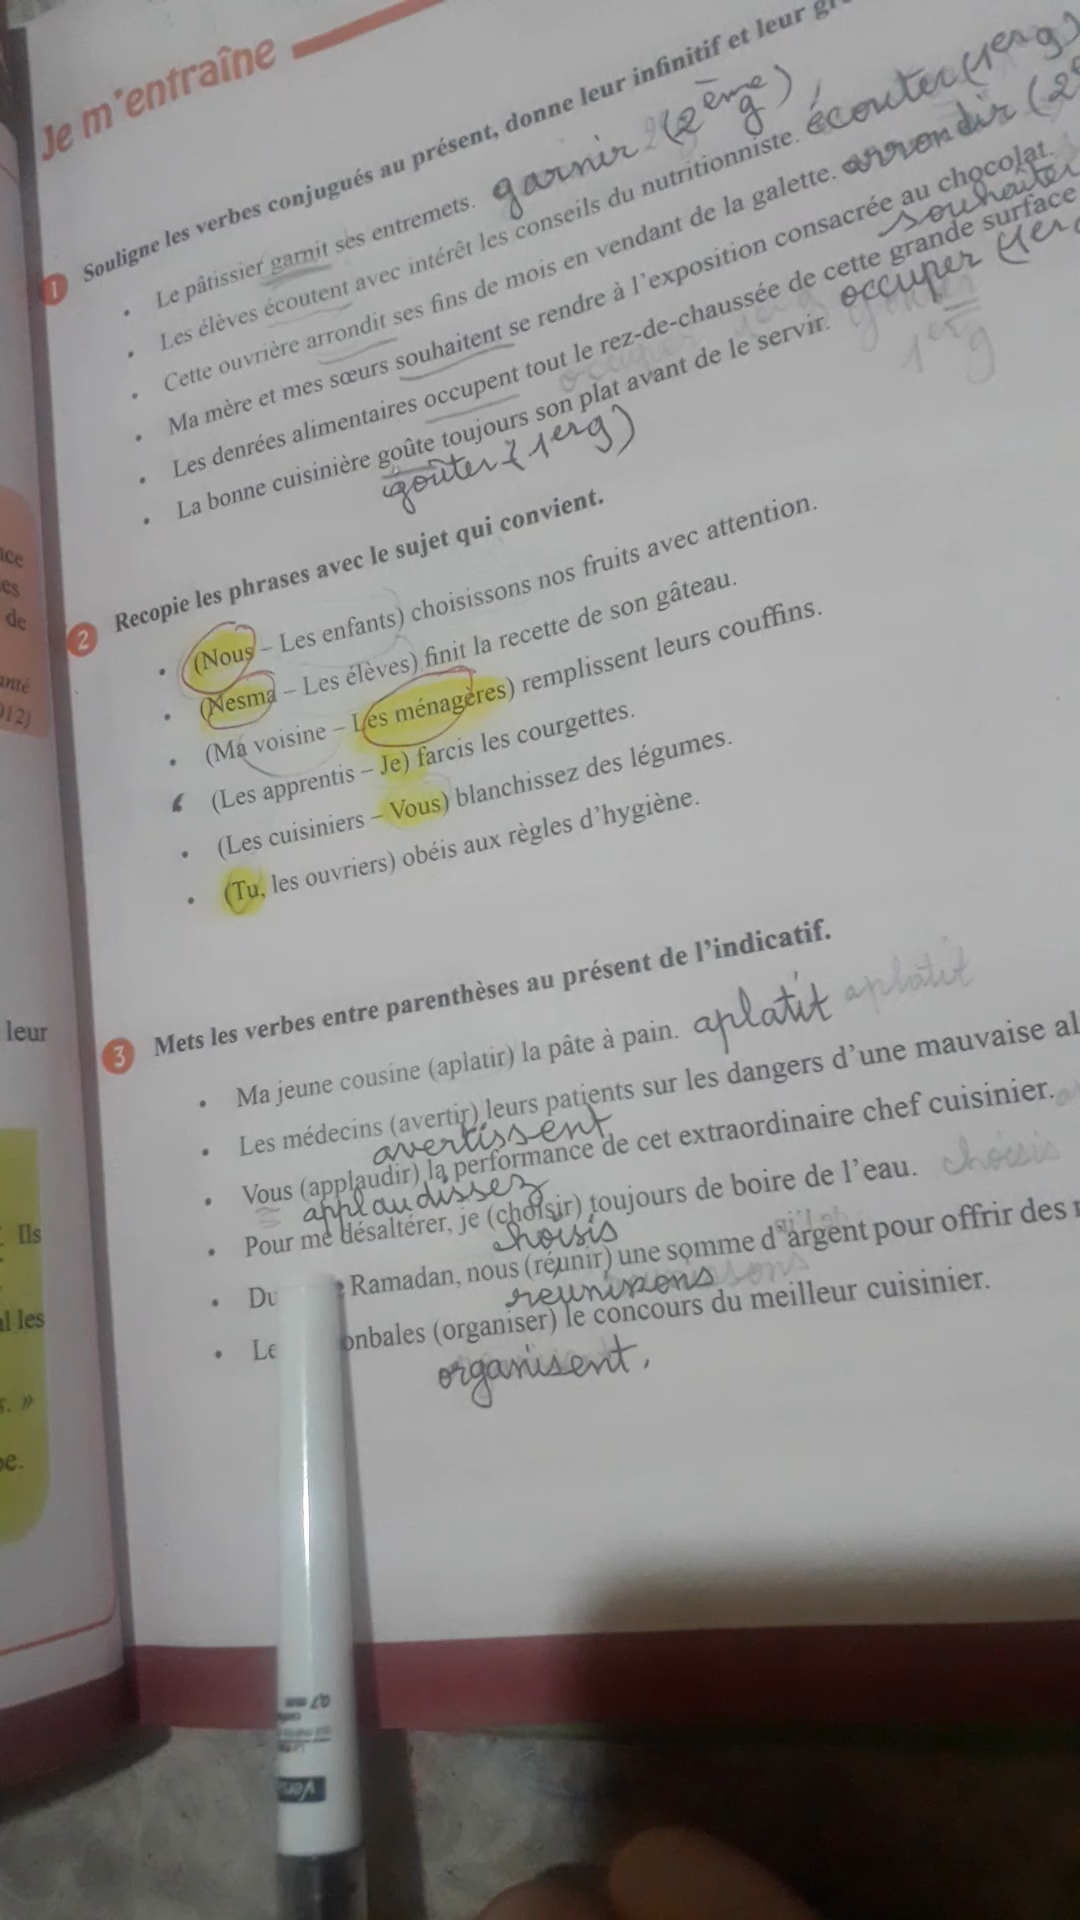 Je m'entraîne
1 Souligne les verbes conjugués au présent, donne leur infinitif et leur
• Le pâtissier garnit ses entremets. garnir (2ème g)
• Les élèves écoutent avec intérêt les conseils du nutritionniste. écouter (1er g)
• Cette ouvrière arrondit ses fins de mois en vendant de la galette. arrondir (2
• Ma mère et mes sœurs souhaitent se rendre à l'exposition consacrée au chocolat.
souhaiter
• Les denrées alimentaires occupent tout le rez-de-chaussée de cette grande surface
occuper (1er
• La bonne cuisinière goûte toujours son plat avant de le servir.
1er g
goûter (1er g)
2 Recopie les phrases avec le sujet qui convient.
• (Nous – Les enfants) choisissons nos fruits avec attention.
• (Nesma – Les élèves) finit la recette de son gâteau.
• (Ma voisine – Les ménagères) remplissent leurs couffins.
• (Les apprentis – Je) farcis les courgettes.
• (Les cuisiniers – Vous) blanchissez des légumes.
• (Tu, les ouvriers) obéis aux règles d'hygiène.
3 Mets les verbes entre parenthèses au présent de l'indicatif.
• Ma jeune cousine (aplatir) la pâte à pain. aplatit aplatit
• Les médecins (avertir) leurs patients sur les dangers d'une mauvaise al
avertissent
• Vous (applaudir) la performance de cet extraordinaire chef cuisinier.
applaudissez
• Pour me désaltérer, je (choisir) toujours de boire de l'eau. choisis
choisis
• Du Ramadan, nous (réunir) une somme d'argent pour offrir des
reunissons
• Le onbales (organiser) le concours du meilleur cuisinier.
organisent.
nce
es
de
anté
012)
leur
Ils
al les
s. »
pe.
0,7 mm